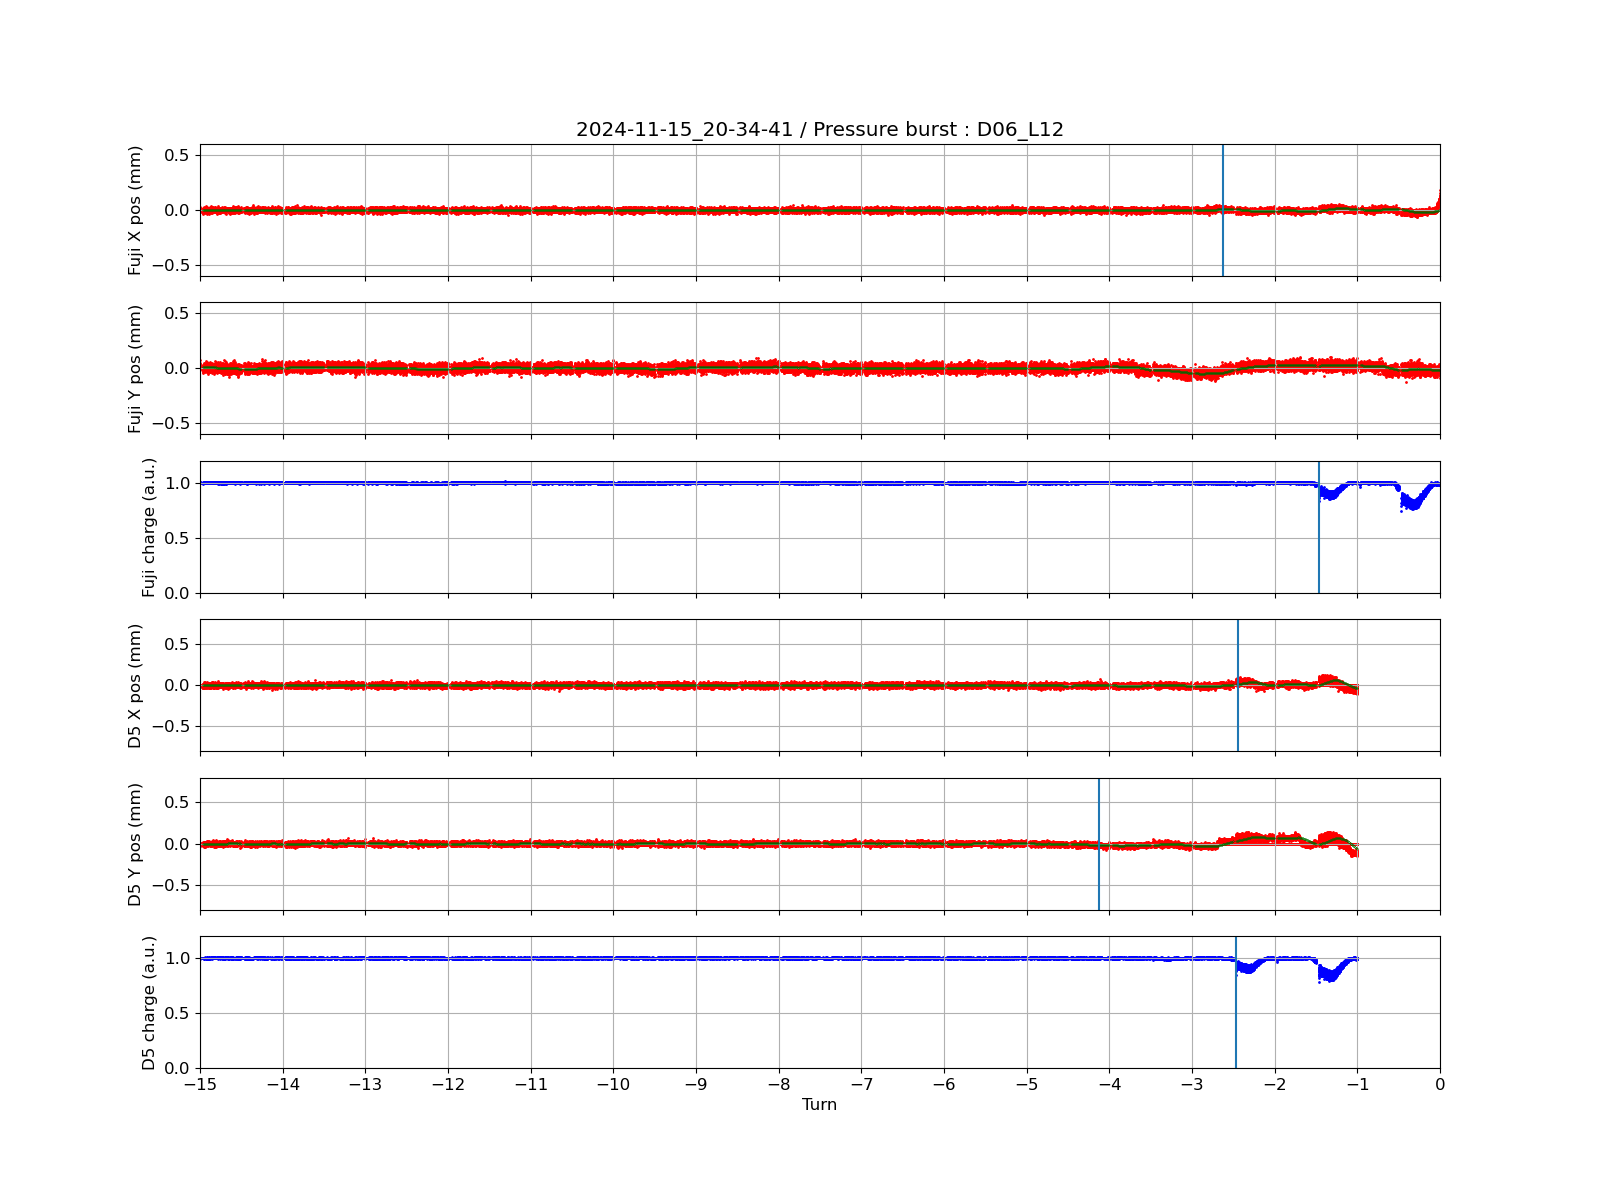 2024-11-15_20-34-41 / Pressure burst : D06_L12
Fuji X pos (mm)
0.5
0.0
−0.5
Fuji Y pos (mm)
0.5
0.0
−0.5
Fuji charge (a.u.)
1.0
0.5
0.0
D5 X pos (mm)
0.5
0.0
−0.5
D5 Y pos (mm)
0.5
0.0
−0.5
D5 charge (a.u.)
1.0
0.5
0.0
−15 −14 −13 −12 −11 −10 −9 −8 −7 −6 −5 −4 −3 −2 −1 0
Turn